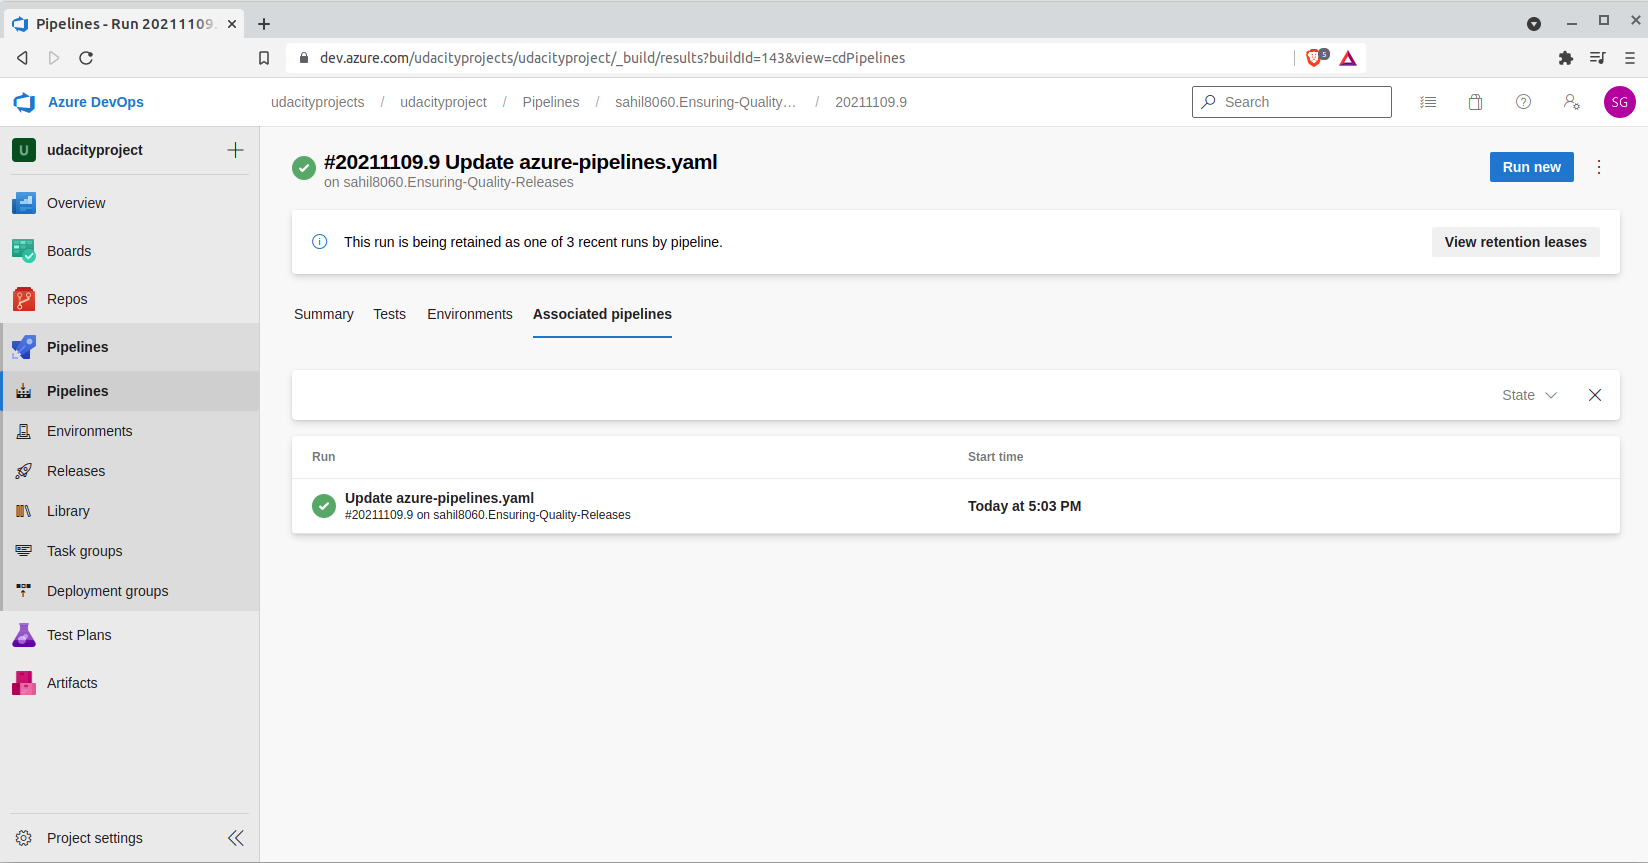 Pipelines - Run 20211109.
dev.azure.com/udacityprojects/udacityproject/_build/results?buildId=143&view=cdPipelines
5
Azure DevOps
udacityprojects / udacityproject / Pipelines / sahil8060.Ensuring-Quality… / 20211109.9
Search
SG
U udacityproject
#20211109.9 Update azure-pipelines.yaml
on sahil8060.Ensuring-Quality-Releases
Run new
This run is being retained as one of 3 recent runs by pipeline.
View retention leases
Summary Tests Environments Associated pipelines
State
Run Start time
Update azure-pipelines.yaml
#20211109.9 on sahil8060.Ensuring-Quality-Releases
Today at 5:03 PM
Overview
Boards
Repos
Pipelines
Pipelines
Environments
Releases
Library
Task groups
Deployment groups
Test Plans
Artifacts
Project settings